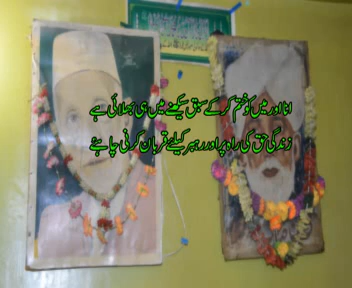 انا اور میں کو ختم کر کے سبق سیکھنے میں ہی بھلائی ہے
زندگی حق کی راہ پر اور رہبر کیلئے قربان کرنی چاہئے